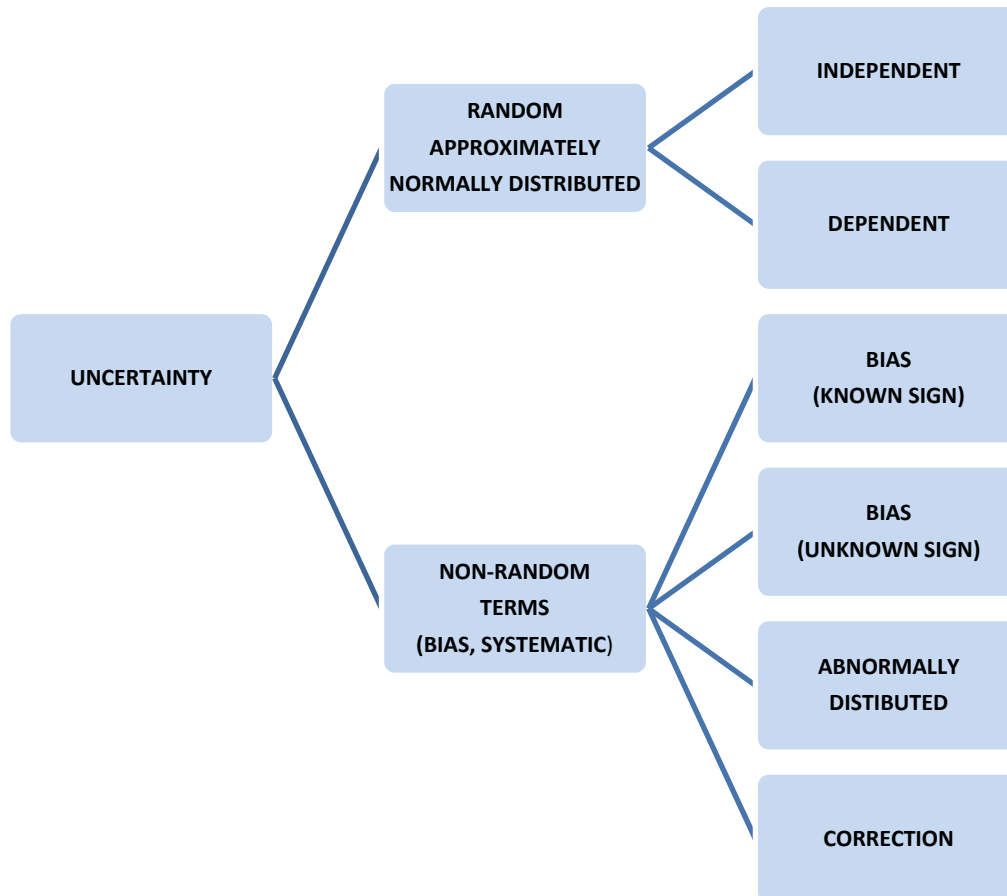 UNCERTAINTY
RANDOM
APPROXIMATELY
NORMALLY DISTRIBUTED
INDEPENDENT
DEPENDENT
NON-RANDOM
TERMS
(BIAS, SYSTEMATIC)
BIAS
(KNOWN SIGN)
BIAS
(UNKNOWN SIGN)
ABNORMALLY
DISTIBUTED
CORRECTION